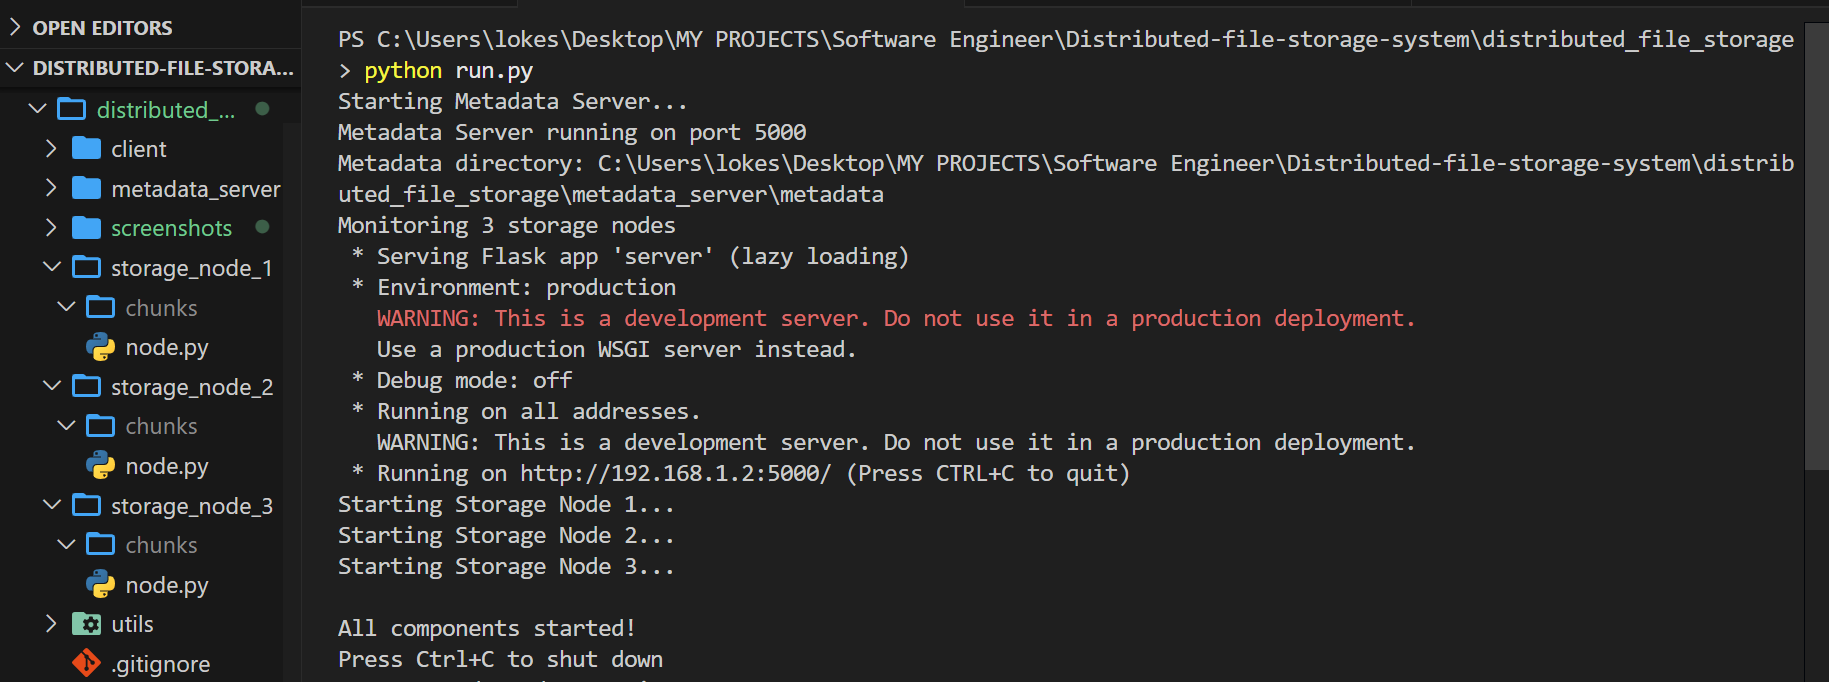 OPEN EDITORS
DISTRIBUTED-FILE-STORA...
distributed_...
client
metadata_server
screenshots
storage_node_1
chunks
node.py
storage_node_2
chunks
node.py
storage_node_3
chunks
node.py
utils
.gitignore
PS C:\Users\lokes\Desktop\MY PROJECTS\Software Engineer\Distributed-file-storage-system\distributed_file_storage
> python run.py
Starting Metadata Server...
Metadata Server running on port 5000
Metadata directory: C:\Users\lokes\Desktop\MY PROJECTS\Software Engineer\Distributed-file-storage-system\distrib
uted_file_storage\metadata_server\metadata
Monitoring 3 storage nodes
* Serving Flask app 'server' (lazy loading)
* Environment: production
WARNING: This is a development server. Do not use it in a production deployment.
Use a production WSGI server instead.
* Debug mode: off
* Running on all addresses.
WARNING: This is a development server. Do not use it in a production deployment.
* Running on http://192.168.1.2:5000/ (Press CTRL+C to quit)
Starting Storage Node 1...
Starting Storage Node 2...
Starting Storage Node 3...
All components started!
Press Ctrl+C to shut down